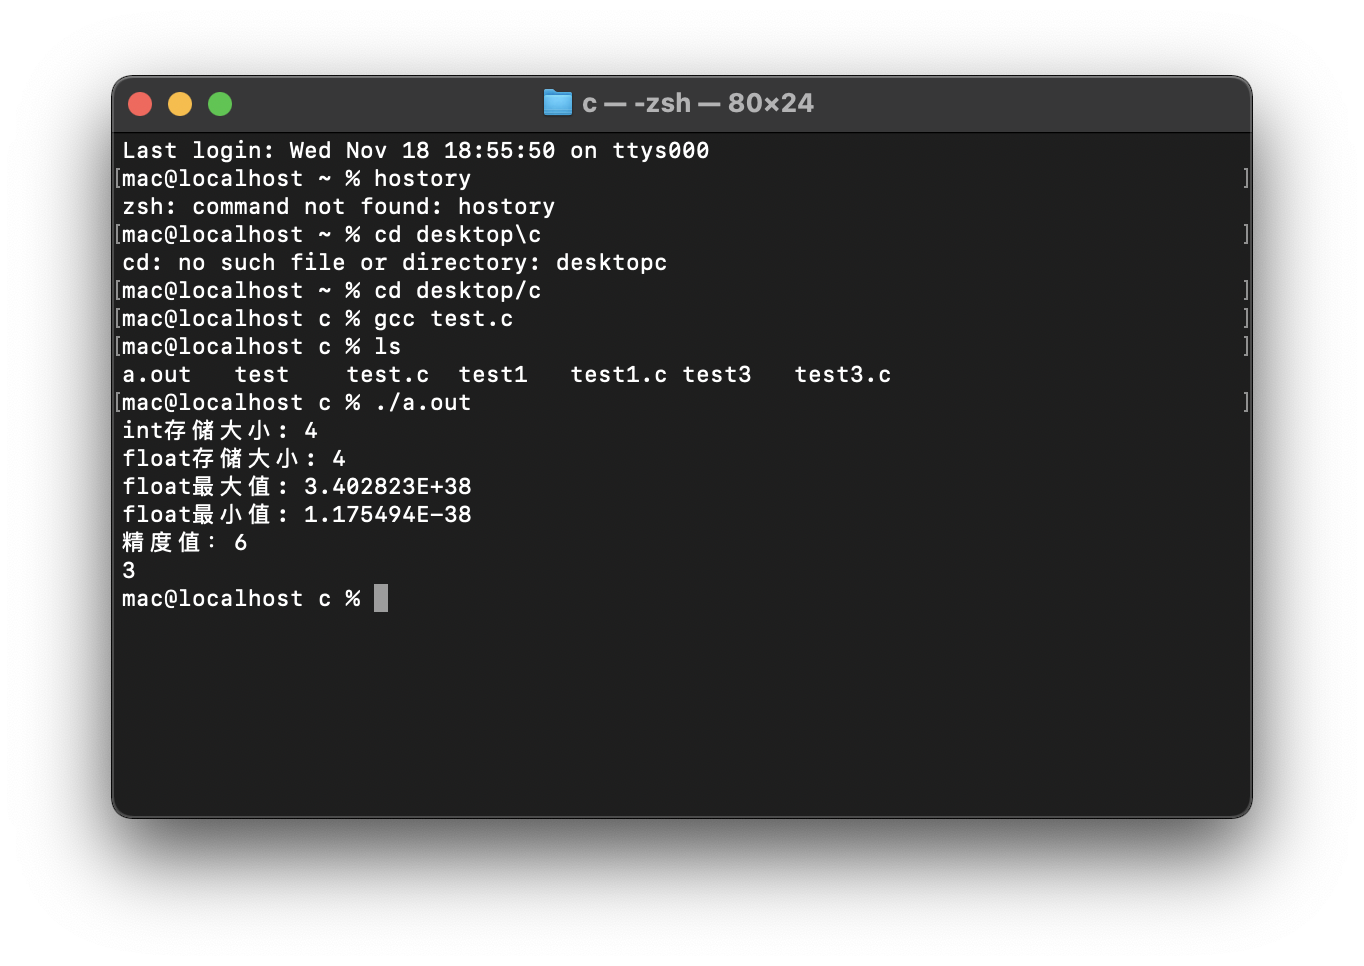 c — -zsh — 80×24
Last login: Wed Nov 18 18:55:50 on ttys000
[mac@localhost ~ % hostory ]
zsh: command not found: hostory
[mac@localhost ~ % cd desktop\c ]
cd: no such file or directory: desktopc
[mac@localhost ~ % cd desktop/c ]
[mac@localhost c % gcc test.c ]
[mac@localhost c % ls ]
a.out test test.c test1 test1.c test3 test3.c
[mac@localhost c % ./a.out ]
int存储大小: 4
float存储大小: 4
float最大值: 3.402823E+38
float最小值: 1.175494E-38
精度值: 6
3
mac@localhost c %